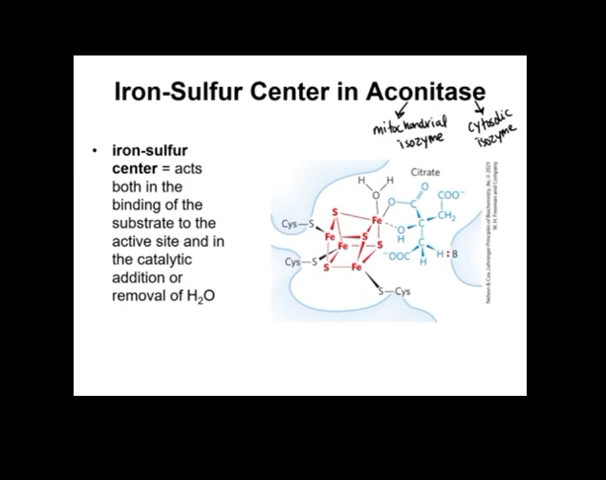 Iron-Sulfur Center in Aconitase
mitochondrial
isozyme
cytosolic
isozyme
• iron-sulfur
center = acts
both in the
binding of the
substrate to the
active site and in
the catalytic
addition or
removal of H₂O
Citrate
H H
O
O
C
O
COO⁻
CH₂
C
O
H
C
⁻OOC
H
H : B
Cys—S
Cys—S
S—Cys
S
Fe
Fe
S
Fe
S
S
Fe
Nelson & Cox, Lehninger Principles of Biochemistry, 8e, © 2021
W. H. Freeman and Company